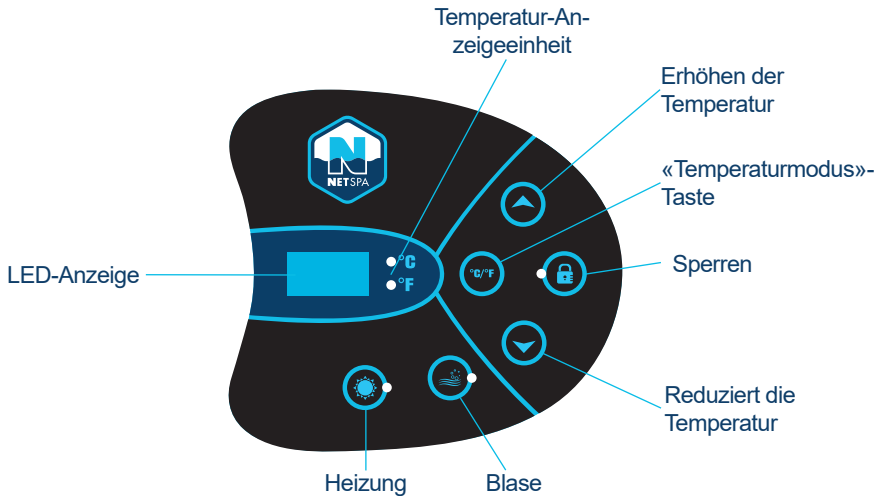 Temperatur-An-
zeigeeinheit
Erhöhen der
Temperatur
«Temperaturmodus»-
Taste
N
NETSPA
°C
°F
°C/°F
LED-Anzeige
Sperren
Reduziert die
Temperatur
Heizung
Blase